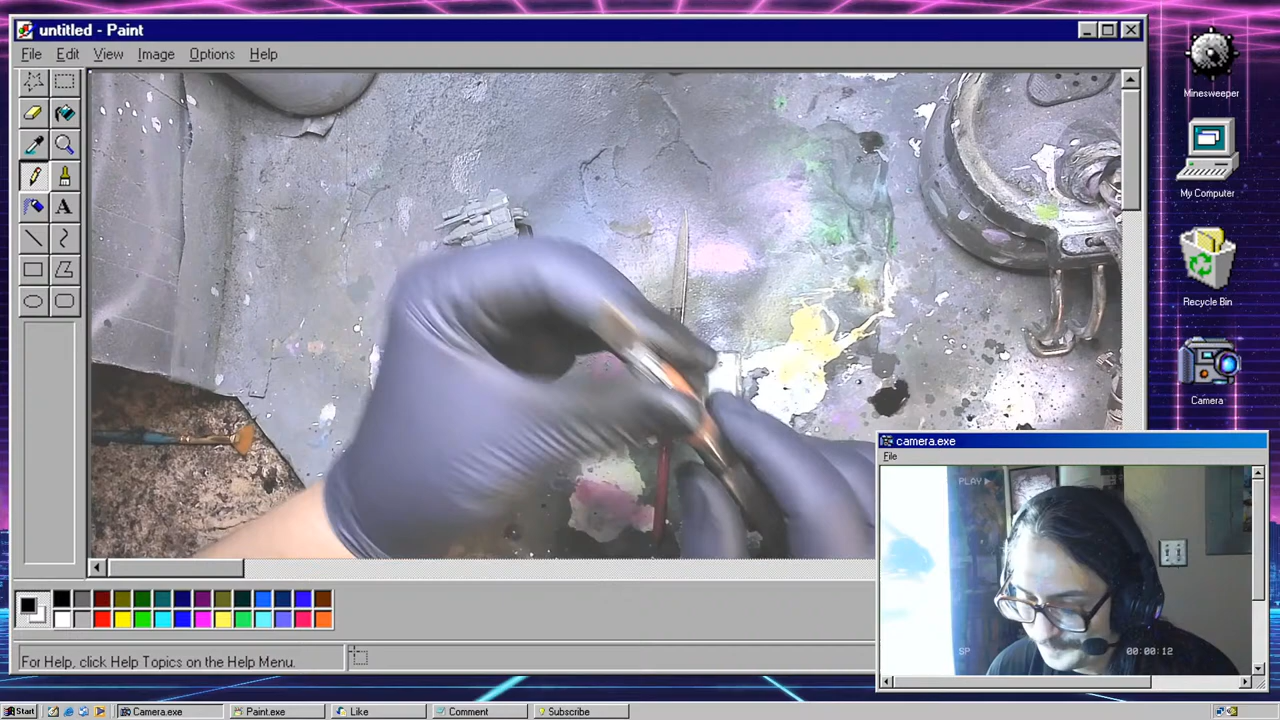 untitled - Paint
File Edit View Image Options Help
Minesweeper
My Computer
Recycle Bin
Camera
A
camera.exe
File
PLAY
SP 00:00:12
For Help, click Help Topics on the Help Menu.
Start Camera.exe Paint.exe Like Comment Subscribe